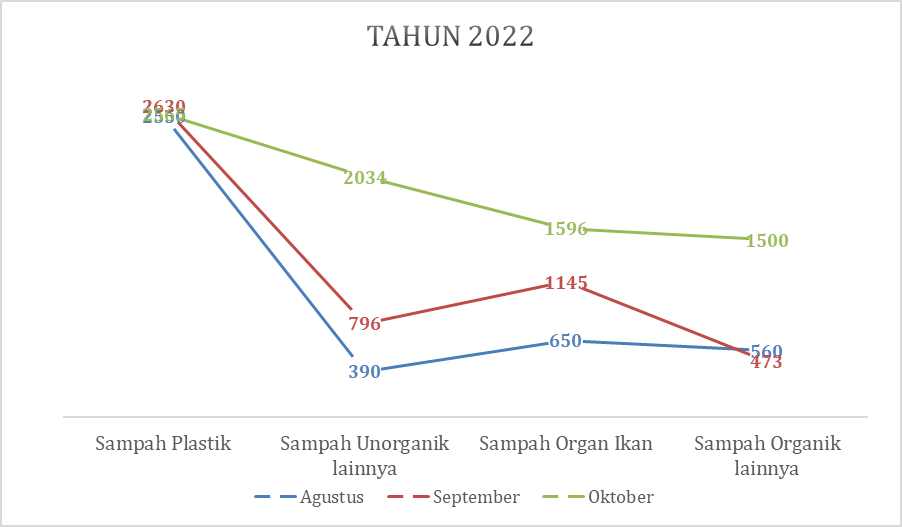 TAHUN 2022
2630
2550
2034
1596
1500
796
1145
473
390
650
560
Sampah Plastik
Sampah Unorganik
lainnya
Sampah Organ Ikan
Sampah Organik
lainnya
Agustus
September
Oktober